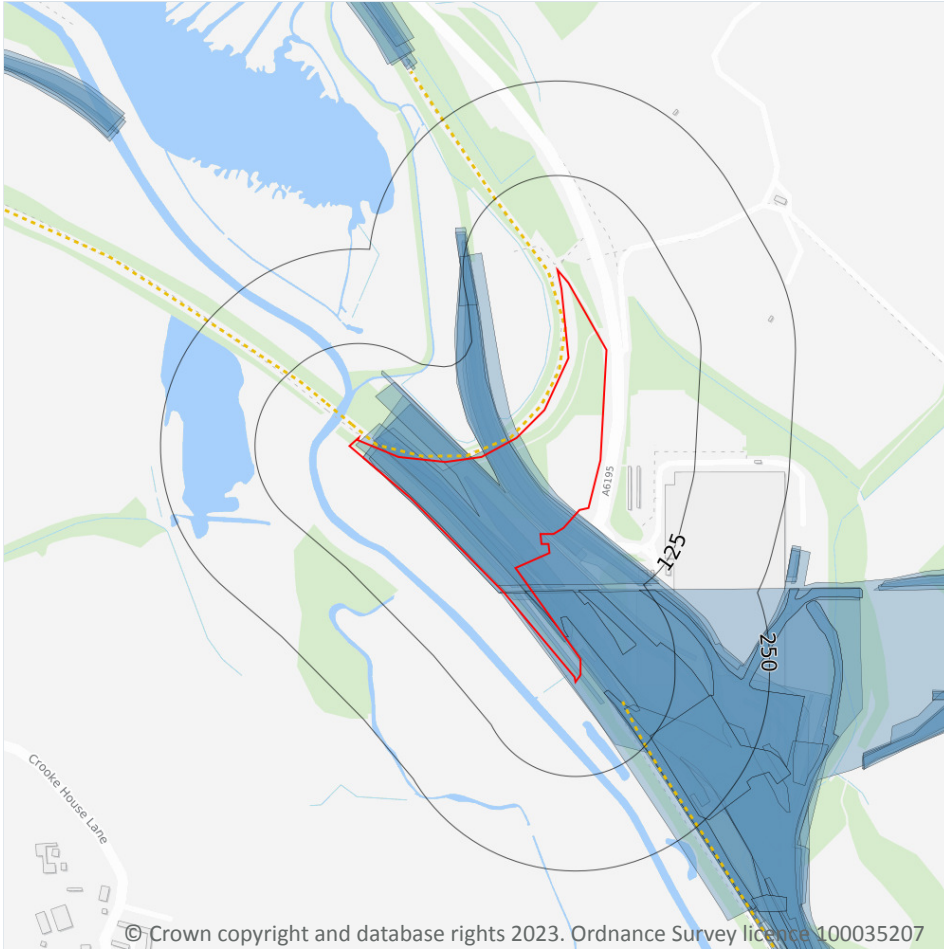 A6195
125
250
Crooke House Lane
© Crown copyright and database rights 2023. Ordnance Survey licence 100035207